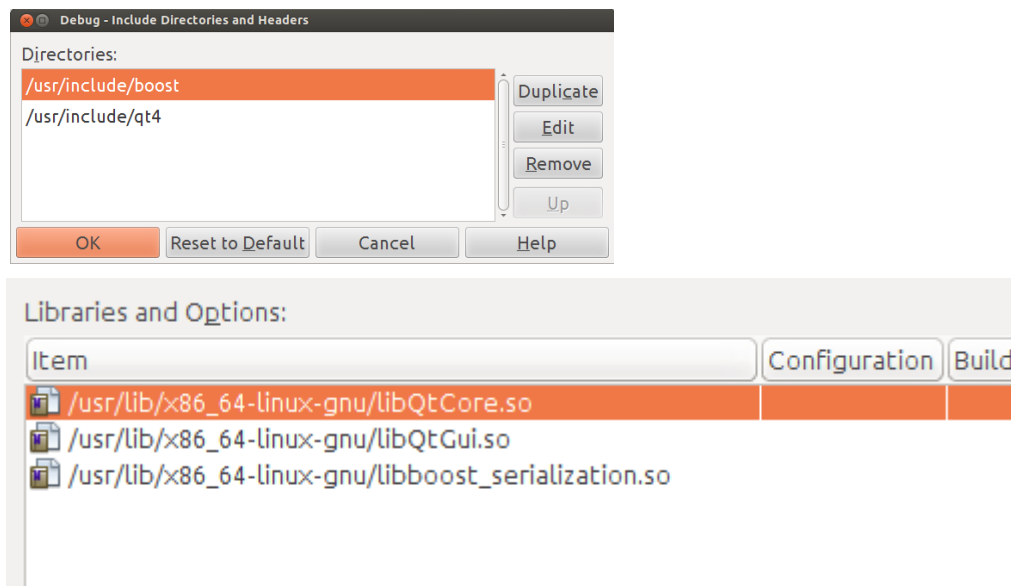 Debug - Include Directories and Headers
Directories:
/usr/include/boost
/usr/include/qt4
Duplicate
Edit
Remove
Up
OK Reset to Default Cancel Help
Libraries and Options:
Item Configuration Build
/usr/lib/x86_64-linux-gnu/libQtCore.so
/usr/lib/x86_64-linux-gnu/libQtGui.so
/usr/lib/x86_64-linux-gnu/libboost_serialization.so